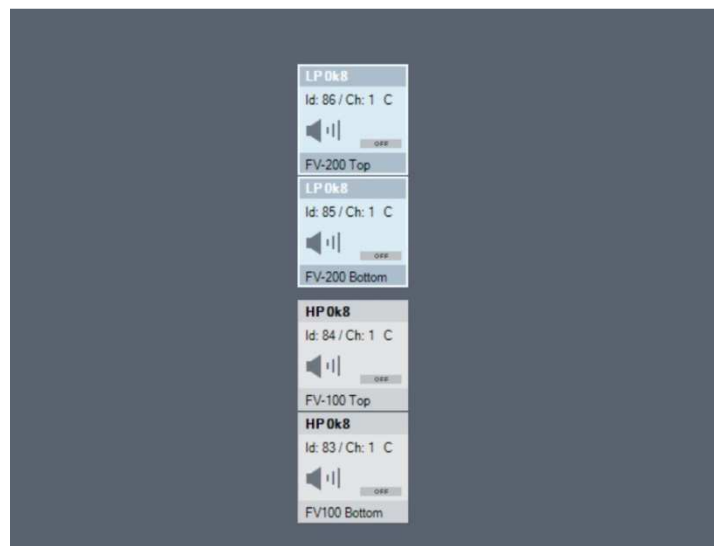 LP 0k8
Id: 86 / Ch: 1 C
OFF
FV-200 Top
LP 0k8
Id: 85 / Ch: 1 C
OFF
FV-200 Bottom
HP 0k8
Id: 84 / Ch: 1 C
OFF
FV-100 Top
HP 0k8
Id: 83 / Ch: 1 C
OFF
FV100 Bottom